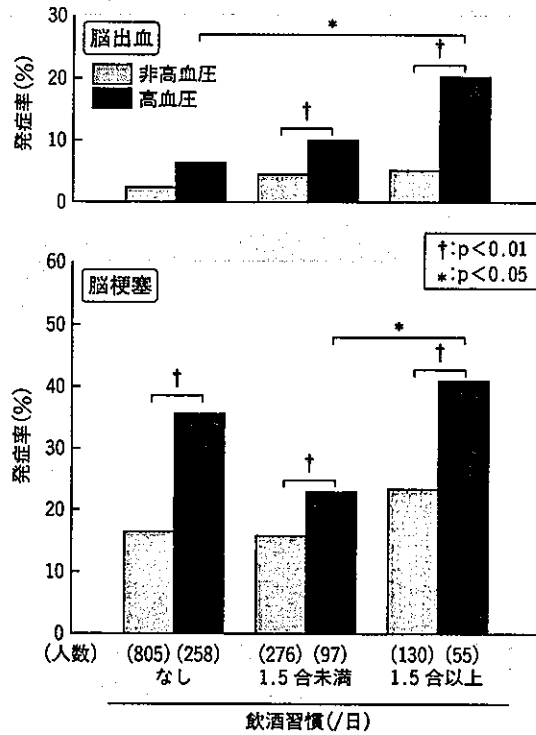 30
脳出血
非高血圧
高血圧
20
10
0
発症率(%)
*
†
†
†:p<0.01
*:p<0.05
60
脳梗塞
50
40
30
20
10
0
発症率(%)
†
†
*
†
(人数) (805) (258) (276) (97) (130) (55)
なし 1.5合未満 1.5合以上
飲酒習慣(/日)